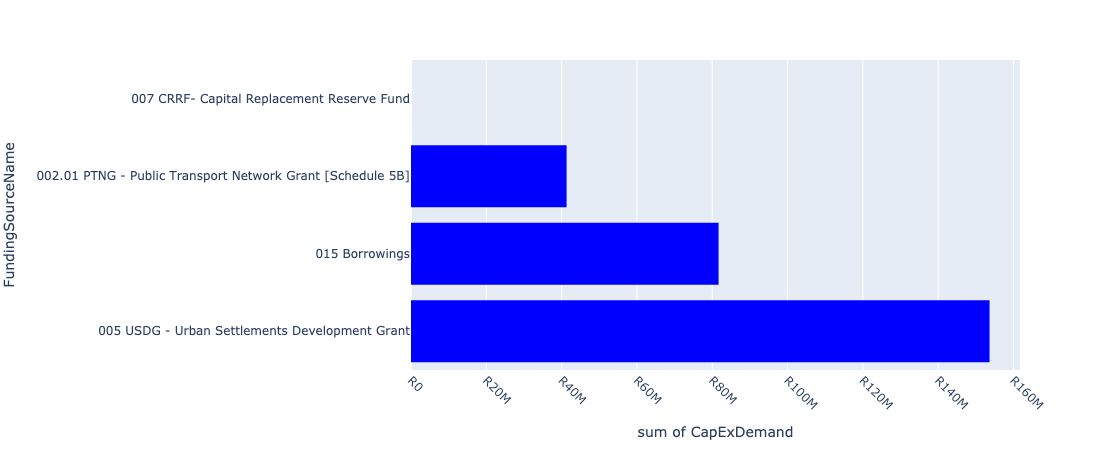 FundingSourceName
007 CRRF- Capital Replacement Reserve Fund
002.01 PTNG - Public Transport Network Grant [Schedule 5B]
015 Borrowings
005 USDG - Urban Settlements Development Grant
R0
R20M
R40M
R60M
R80M
R100M
R120M
R140M
R160M
sum of CapExDemand